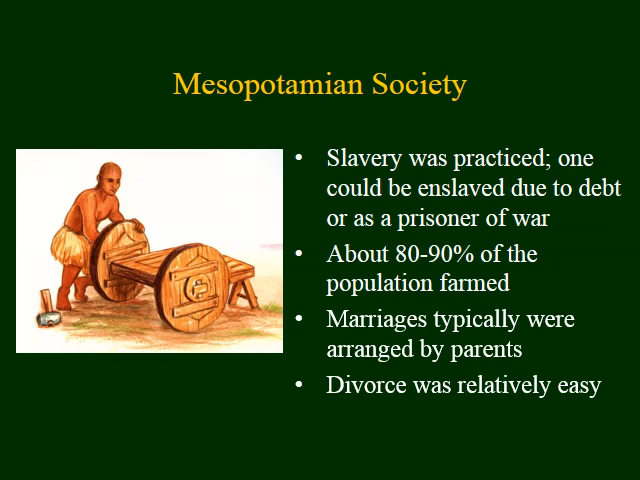 Mesopotamian Society
• Slavery was practiced; one
could be enslaved due to debt
or as a prisoner of war
• About 80-90% of the
population farmed
• Marriages typically were
arranged by parents
• Divorce was relatively easy